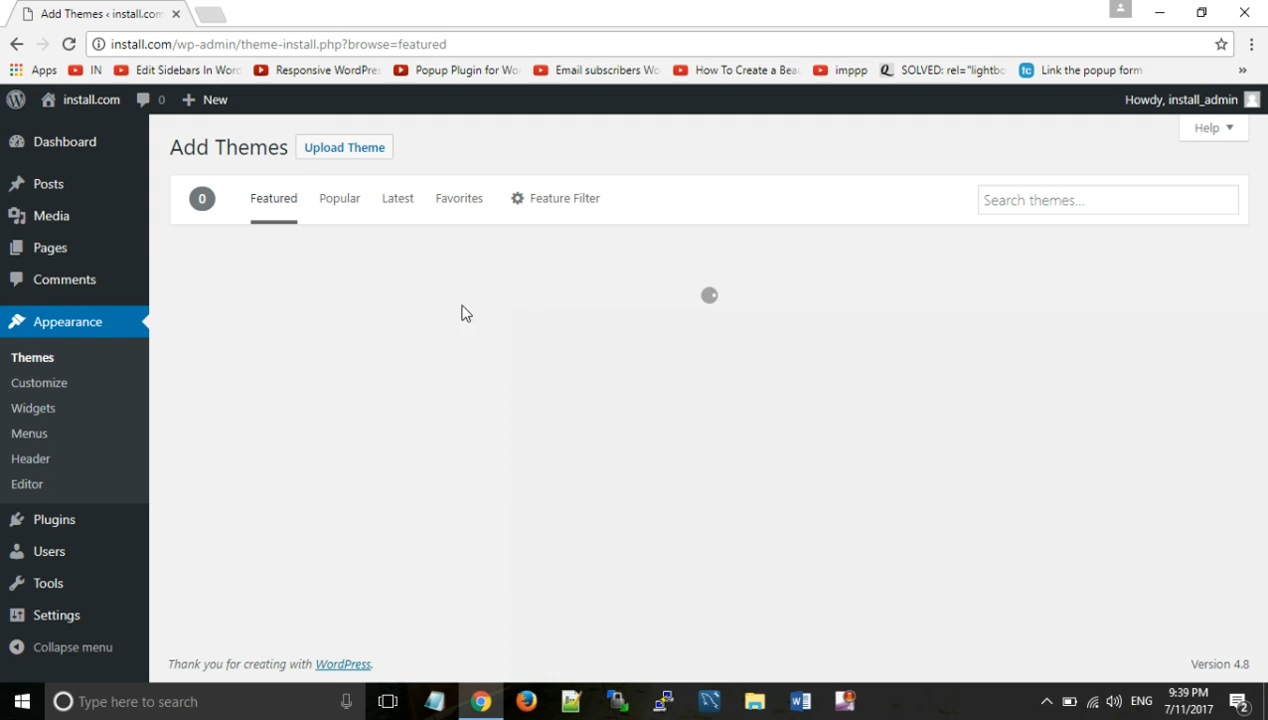 Add Themes ‹ install.com
install.com/wp-admin/theme-install.php?browse=featured
Apps IN Edit Sidebars In Word Responsive WordPres Popup Plugin for Wo Email subscribers Wo How To Create a Beau imppp SOLVED: rel="lightbo Link the popup form »
install.com 0 New Howdy, install_admin
Dashboard
Posts
Media
Pages
Comments
Appearance
Themes
Customize
Widgets
Menus
Header
Editor
Plugins
Users
Tools
Settings
Collapse menu
Help
Add Themes Upload Theme
0 Featured Popular Latest Favorites Feature Filter Search themes...
Thank you for creating with WordPress. Version 4.8
Type here to search
ENG
9:39 PM
7/11/2017
2